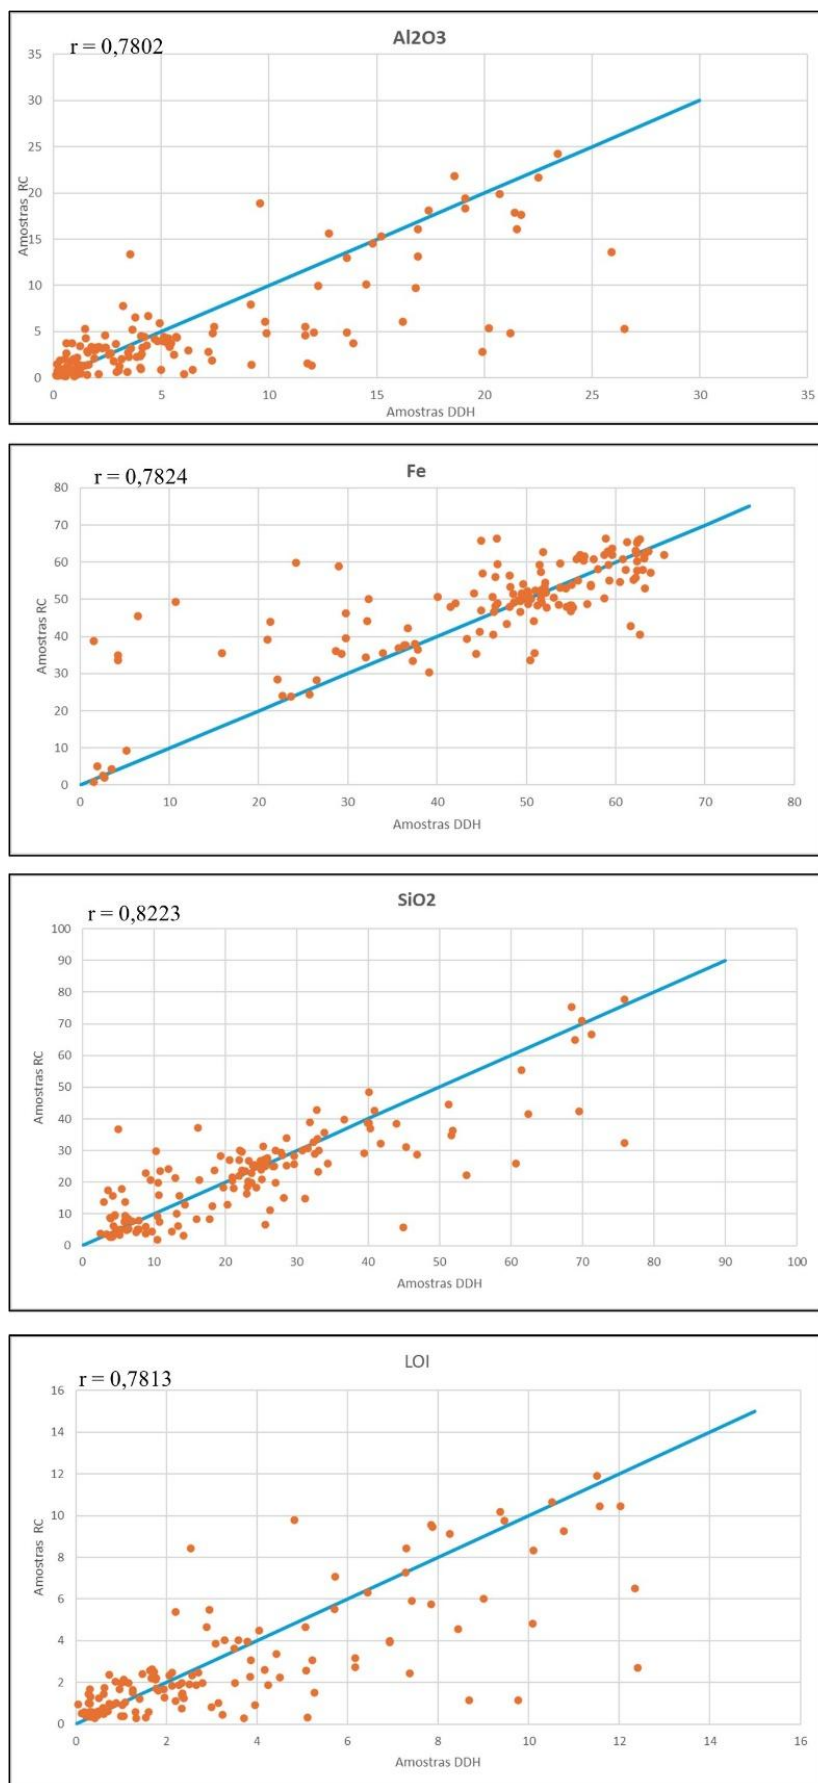 r = 0,7802
Al2O3
35
30
25
20
15
10
5
0
Amostras RC
0 5 10 15 20 25 30 35
Amostras DDH
r = 0,7824
Fe
80
70
60
50
40
30
20
10
0
Amostras RC
0 10 20 30 40 50 60 70 80
Amostras DDH
r = 0,8223
SiO2
100
90
80
70
60
50
40
30
20
10
0
Amostras RC
0 10 20 30 40 50 60 70 80 90 100
Amostras DDH
r = 0,7813
LOI
16
14
12
10
8
6
4
2
0
Amostras RC
0 2 4 6 8 10 12 14 16
Amostras DDH